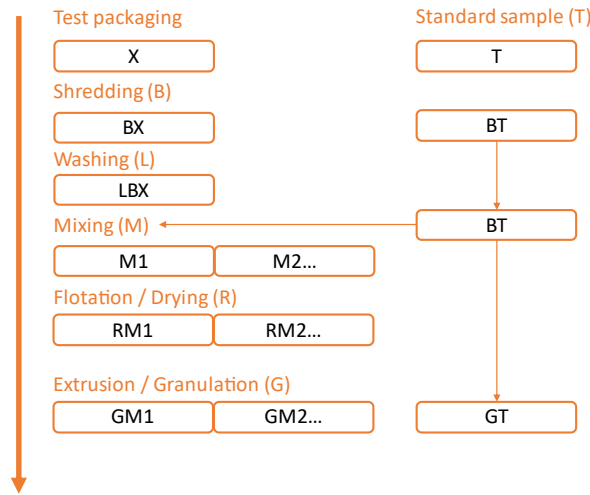 Test packaging
Standard sample (T)
X
T
Shredding (B)
BX
BT
Washing (L)
LBX
Mixing (M)
BT
M1
M2...
Flotation / Drying (R)
RM1
RM2...
Extrusion / Granulation (G)
GM1
GM2...
GT